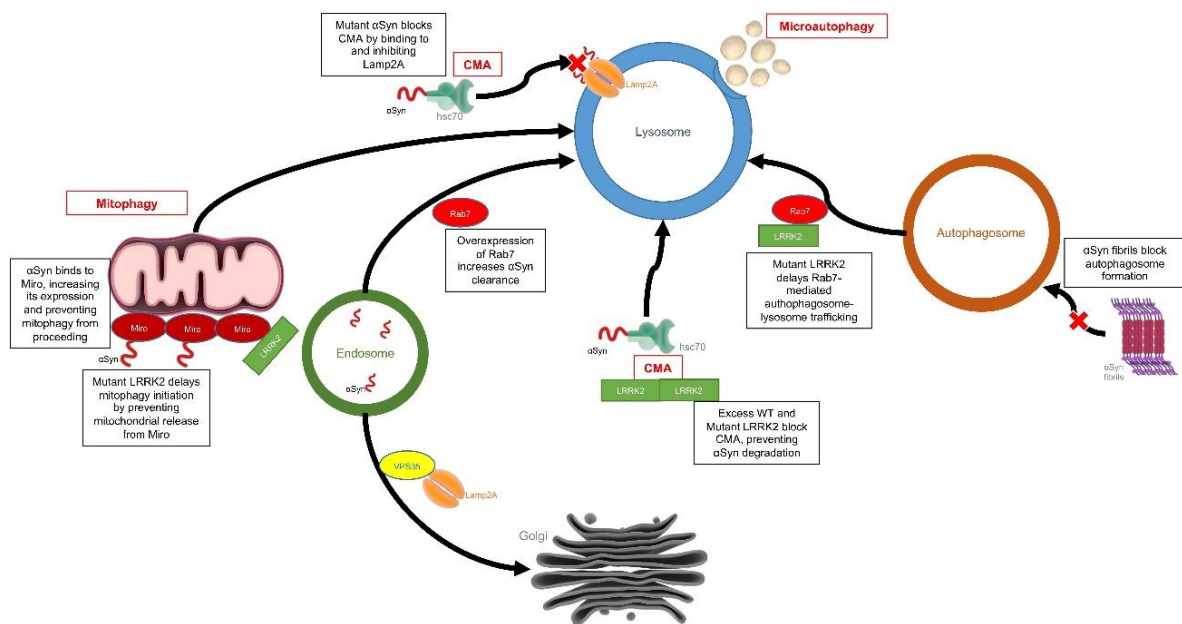 Mutant αSyn blocks
CMA by binding to
and inhibiting
Lamp2A
CMA
αSyn
hsc70
Lamp2A
Microautophagy
Lysosome
Mitophagy
αSyn binds to
Miro, increasing
its expression
and preventing
mitophagy from
proceeding
Miro
Miro
Miro
LRRK2
αSyn
Mutant LRRK2 delays
mitophagy initiation
by preventing
mitochondrial release
from Miro
Rab7
Overexpression
of Rab7
increases αSyn
clearance
Endosome
αSyn
VPS35
Lamp2A
Golgi
αSyn
hsc70
CMA
LRRK2
LRRK2
Excess WT and
Mutant LRRK2 block
CMA, preventing
αSyn degradation
Rab7
LRRK2
Mutant LRRK2
delays Rab7-
mediated
authophagosome-
lysosome trafficking
Autophagosome
αSyn fibrils block
autophagosome
formation
αSyn
fibrils